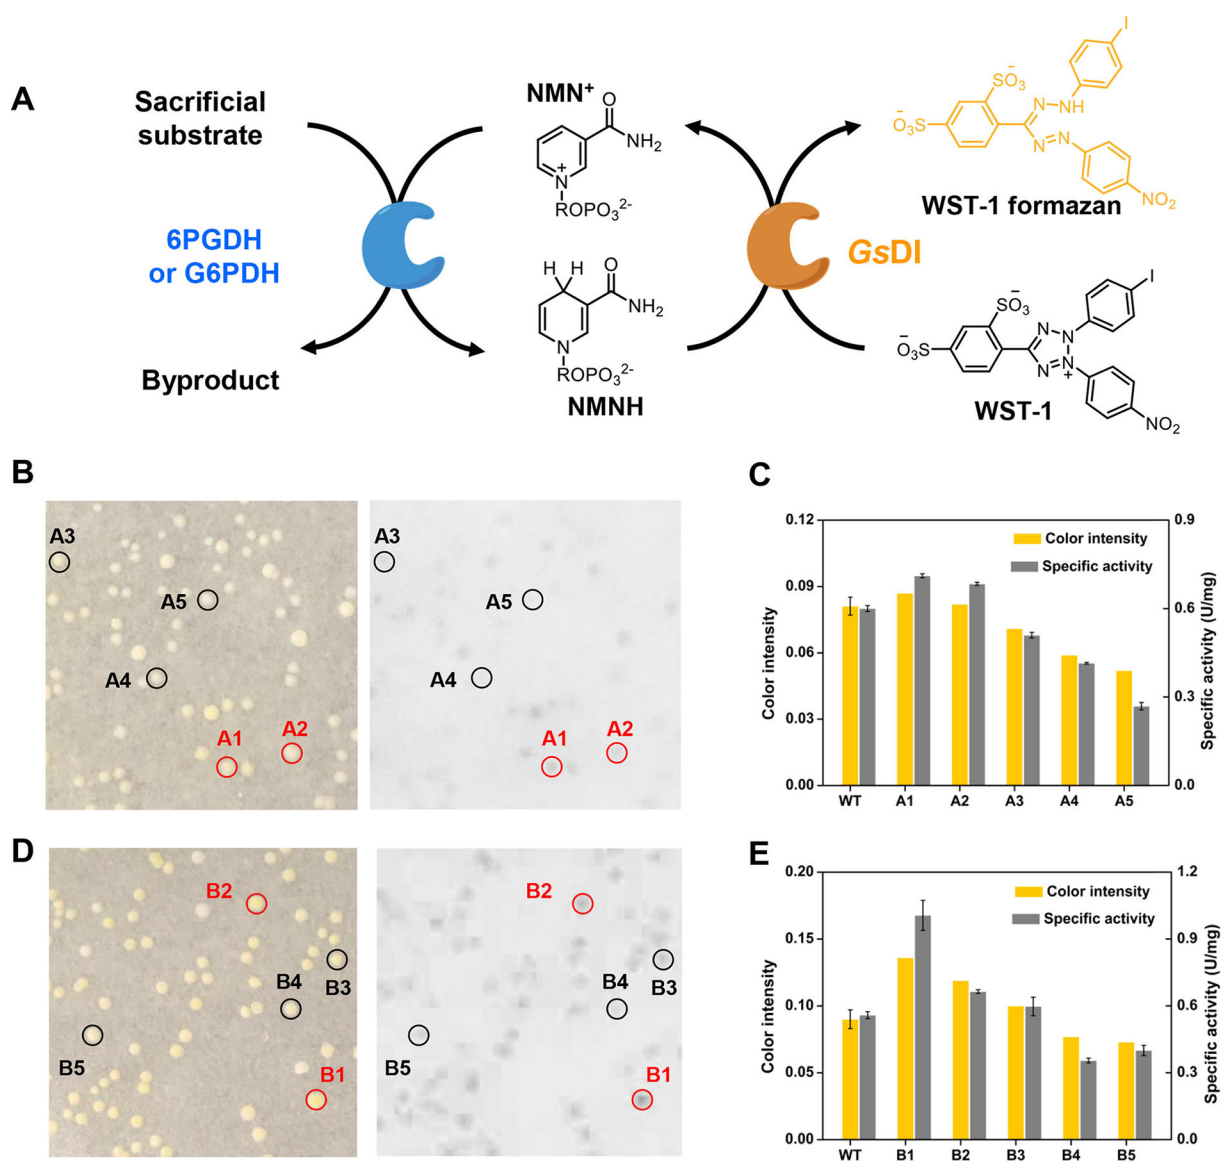 A
Sacrificial
substrate
6PGDH
or G6PDH
Byproduct
NMN+
O
NH2
N
+
ROPO3 2-
H H
O
NH2
N
ROPO3 2-
NMNH
GsDI
I
SO3 −
−O3S
N NH
N=N
NO2
WST-1 formazan
I
SO3 −
−O3S
N N
N N
+
NO2
WST-1
B
A3
A5
A4
A1 A2
A3
A5
A4
A1
A2
C
Color intensity
Specific activity
0.12
0.09
0.06
0.03
0.00
0.9
0.6
0.3
0.0
Color intensity
Specific activity (U/mg)
WT A1 A2 A3 A4 A5
D
B2
B4
B3
B5
B1
B2
B4
B3
B5
B1
E
Color intensity
Specific activity
0.20
0.15
0.10
0.05
0.00
1.2
0.9
0.6
0.3
0.0
Color intensity
Specific activity (U/mg)
WT B1 B2 B3 B4 B5